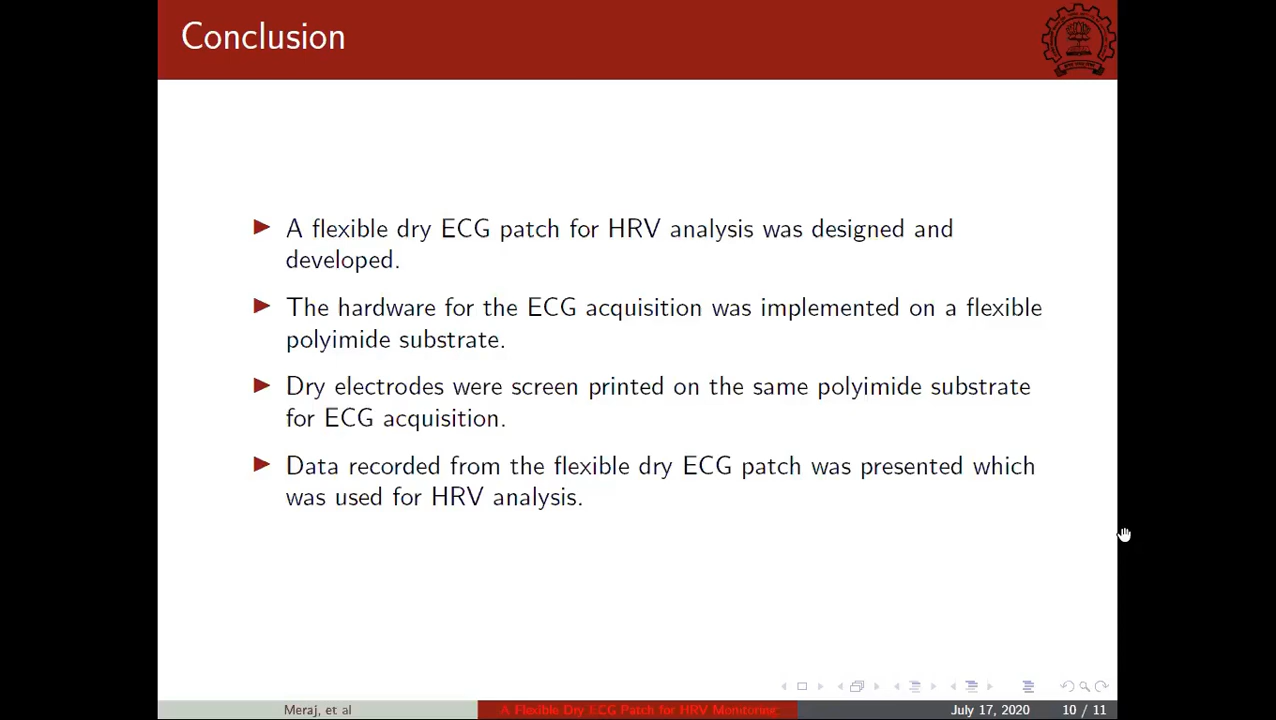 Conclusion
A flexible dry ECG patch for HRV analysis was designed and
developed.
The hardware for the ECG acquisition was implemented on a flexible
polyimide substrate.
Dry electrodes were screen printed on the same polyimide substrate
for ECG acquisition.
Data recorded from the flexible dry ECG patch was presented which
was used for HRV analysis.
Meraj, et al
A Flexible Dry ECG Patch for HRV Monitoring
July 17, 2020
10 / 11